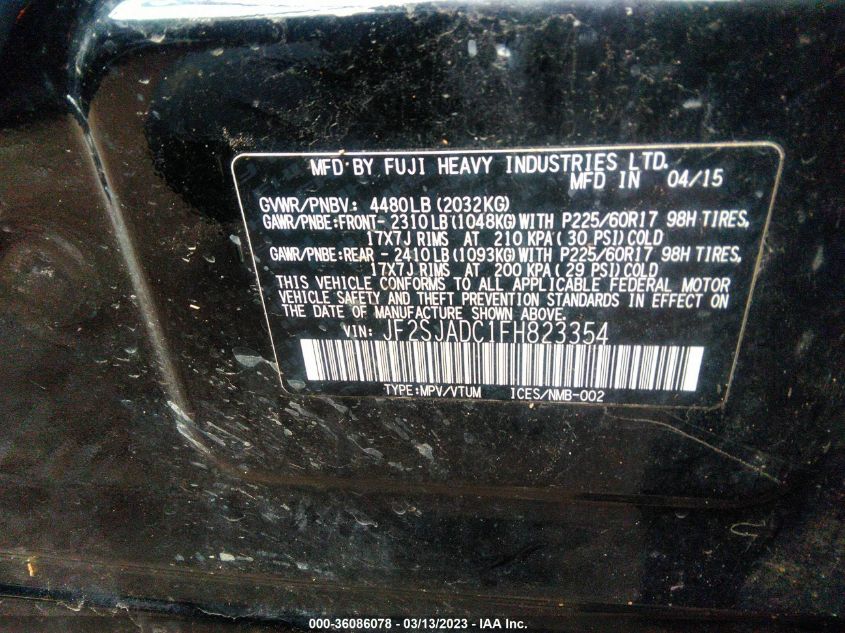 MFD BY FUJI HEAVY INDUSTRIES LTD.
MFD IN 04/15
GVWR/PNBV: 4480LB (2032KG)
GAWR/PNBE:FRONT- 2310LB(1048KG)WITH P225/60R17 98H TIRES,
17X7J RIMS AT 210 KPA( 30 PSI)COLD
GAWR/PNBE:REAR - 2410LB(1093KG)WITH P225/60R17 98H TIRES,
17X7J RIMS AT 200 KPA( 29 PSI)COLD
THIS VEHICLE CONFORMS TO ALL APPLICABLE FEDERAL MOTOR
VEHICLE SAFETY AND THEFT PREVENTION STANDARDS IN EFFECT ON
THE DATE OF MANUFACTURE SHOWN ABOVE.
VIN: JF2SJADC1FH823354
TYPE:MPV/VTUM ICES/NMB-002
000-36086078 - 03/13/2023 - IAA Inc.